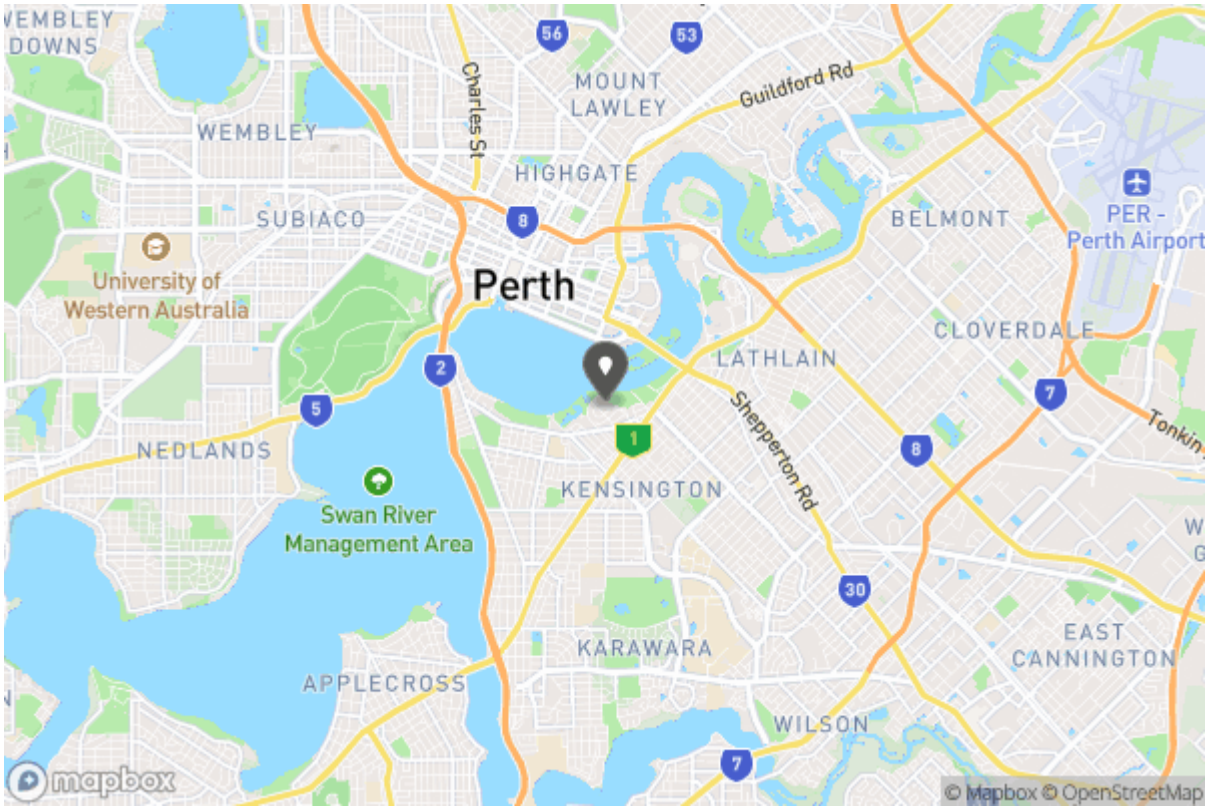 WEMBLEY
DOWNS
56
53
MOUNT
LAWLEY
Guildford Rd
Charles St
WEMBLEY
HIGHGATE
SUBIACO
8
BELMONT
PER -
Perth Airport
University of
Western Australia
Perth
CLOVERDALE
LATHLAIN
2
7
5
Shepperton Rd
Tonkin
1
8
NEDLANDS
KENSINGTON
Swan River
Management Area
30
EAST
CANNINGTON
KARAWARA
APPLECROSS
WILSON
7
mapbox
© Mapbox © OpenStreetMap